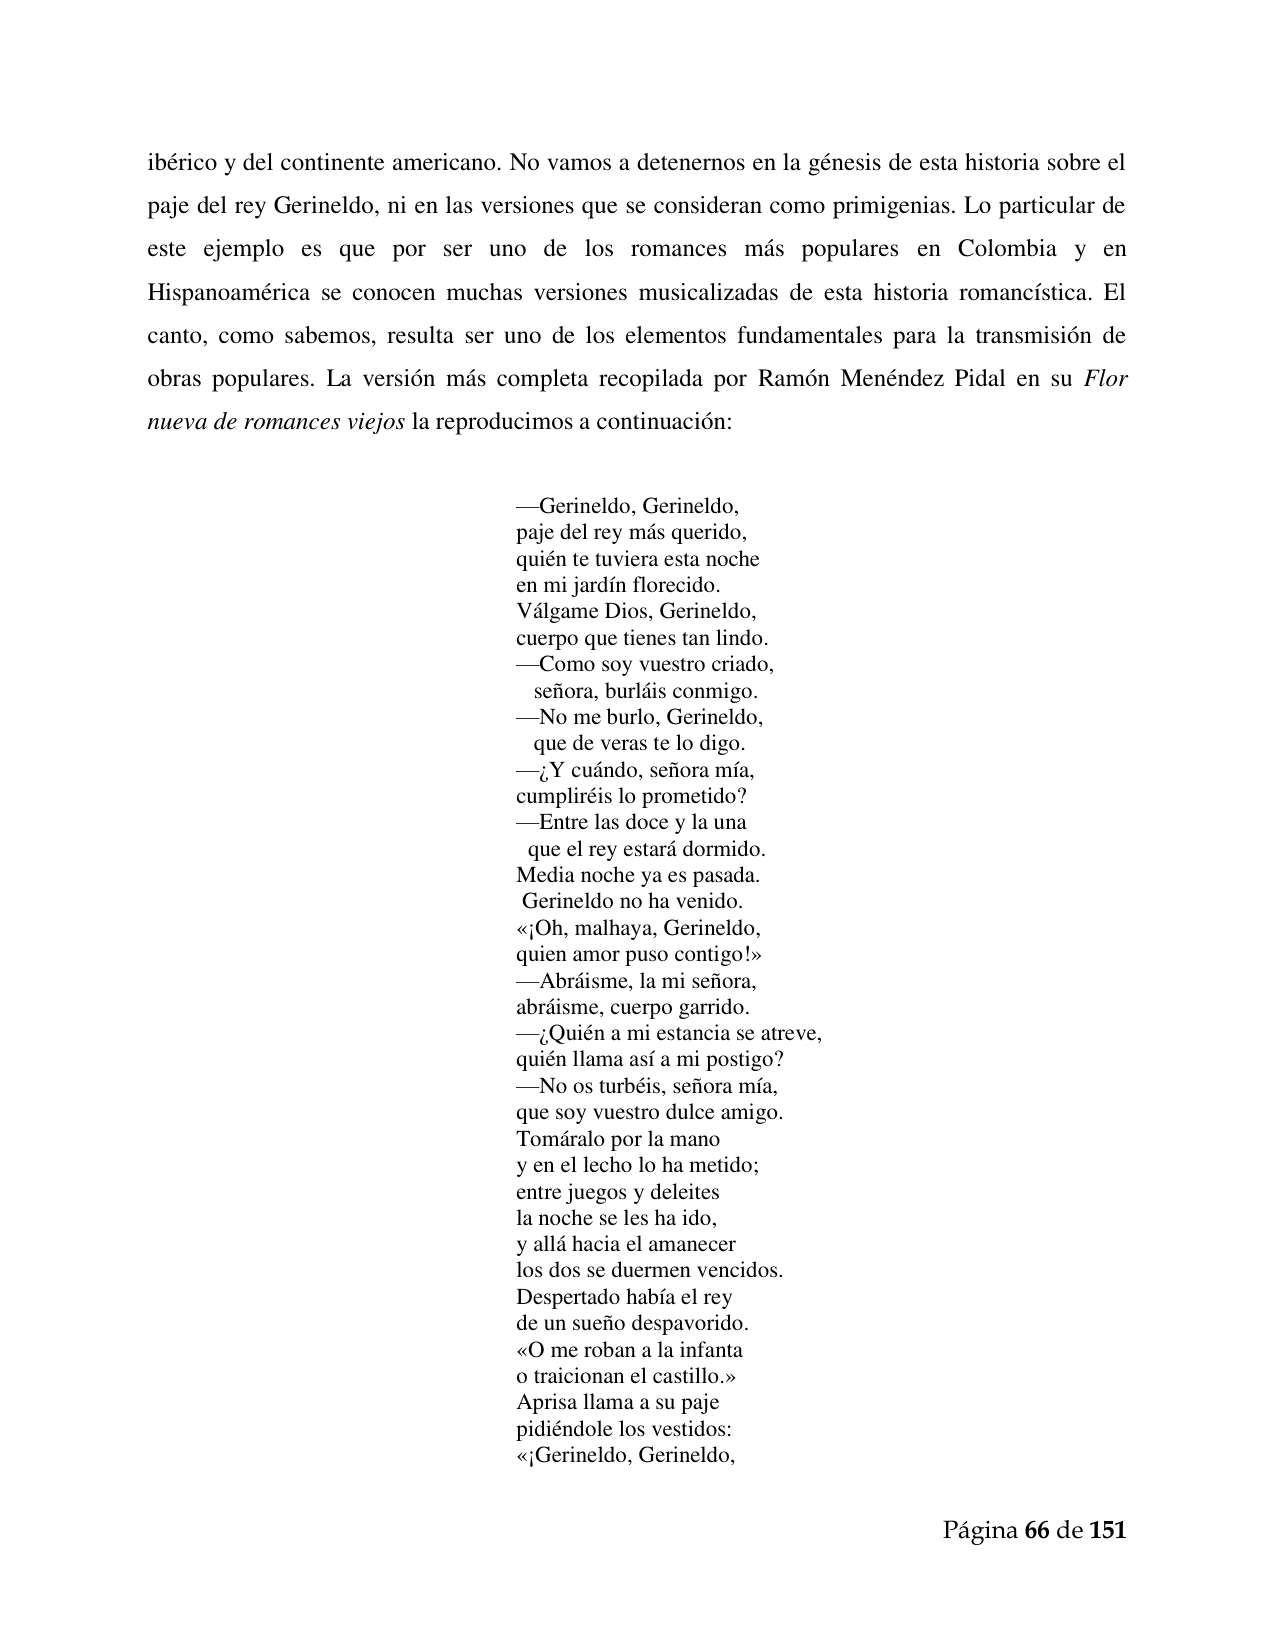 ibérico y del continente americano. No vamos a detenernos en la génesis de esta historia sobre el
paje del rey Gerineldo, ni en las versiones que se consideran como primigenias. Lo particular de
este ejemplo es que por ser uno de los romances más populares en Colombia y en
Hispanoamérica se conocen muchas versiones musicalizadas de esta historia romancística. El
canto, como sabemos, resulta ser uno de los elementos fundamentales para la transmisión de
obras populares. La versión más completa recopilada por Ramón Menéndez Pidal en su Flor
nueva de romances viejos la reproducimos a continuación:
—Gerineldo, Gerineldo,
paje del rey más querido,
quién te tuviera esta noche
en mi jardín florecido.
Válgame Dios, Gerineldo,
cuerpo que tienes tan lindo.
—Como soy vuestro criado,
señora, burláis conmigo.
—No me burlo, Gerineldo,
que de veras te lo digo.
—¿Y cuándo, señora mía,
cumpliréis lo prometido?
—Entre las doce y la una
que el rey estará dormido.
Media noche ya es pasada.
Gerineldo no ha venido.
«¡Oh, malhaya, Gerineldo,
quien amor puso contigo!»
—Abráisme, la mi señora,
abráisme, cuerpo garrido.
—¿Quién a mi estancia se atreve,
quién llama así a mi postigo?
—No os turbéis, señora mía,
que soy vuestro dulce amigo.
Tomáralo por la mano
y en el lecho lo ha metido;
entre juegos y deleites
la noche se les ha ido,
y allá hacia el amanecer
los dos se duermen vencidos.
Despertado había el rey
de un sueño despavorido.
«O me roban a la infanta
o traicionan el castillo.»
Aprisa llama a su paje
pidiéndole los vestidos:
«¡Gerineldo, Gerineldo,
Página 66 de 151